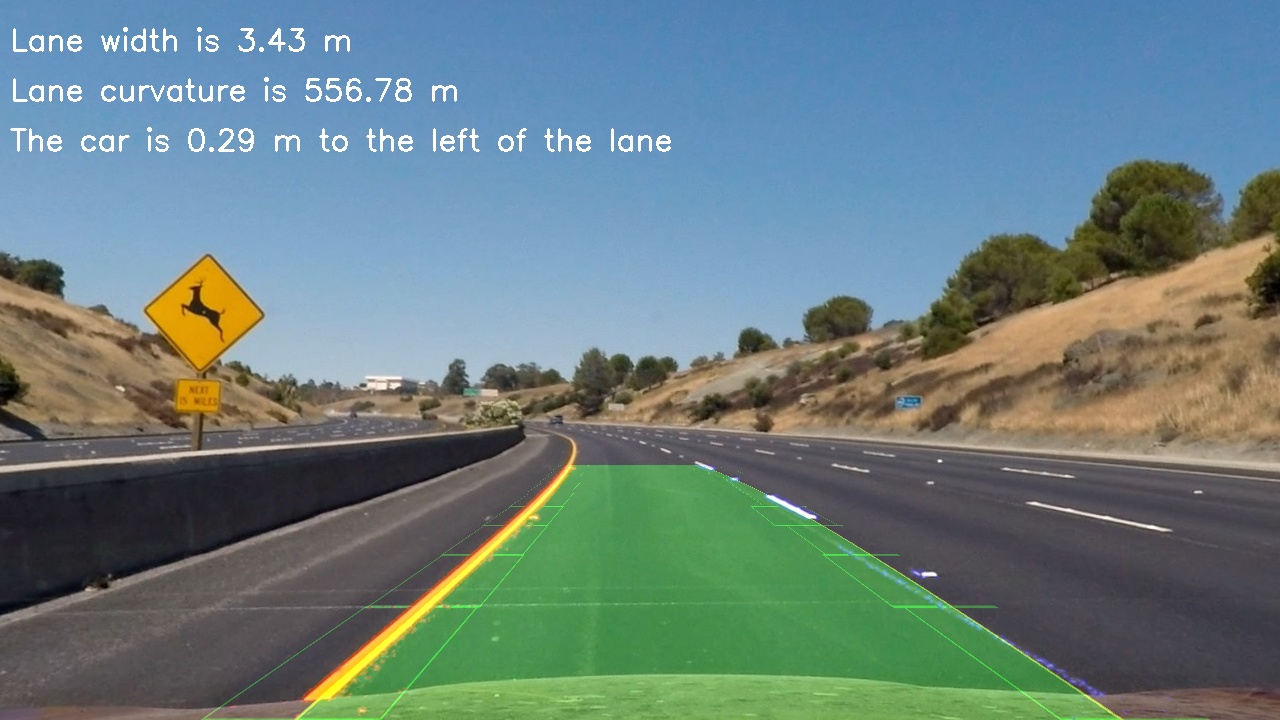 Lane width is 3.43 m
Lane curvature is 556.78 m
The car is 0.29 m to the left of the lane
NEXT
15 MILES